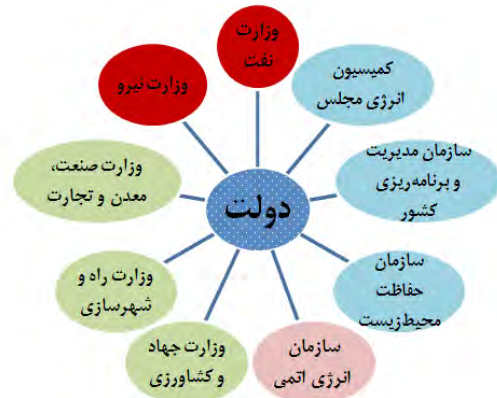 وزارت
نفت
کمیسیون
انرژی مجلس
سازمان مدیریت
و برنامه‌ریزی
کشور
سازمان
حفاظت
محیط‌زیست
سازمان
انرژی اتمی
وزارت جهاد
و کشاورزی
وزارت راه و
شهرسازی
وزارت صنعت،
معدن و تجارت
وزارت نیرو
دولت